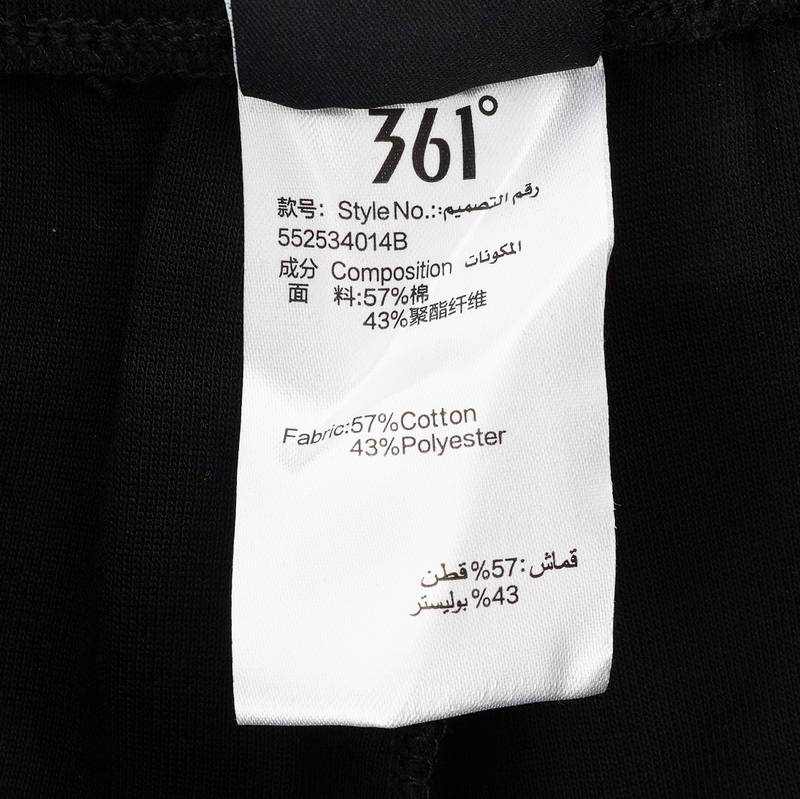 361°
款号: Style No.: رقم التصميم:
552534014B
成分 Composition المكونات
面 料:57%棉
43%聚酯纤维
Fabric:57%Cotton
43%Polyester
قماش:57% قطن
43% بوليستر